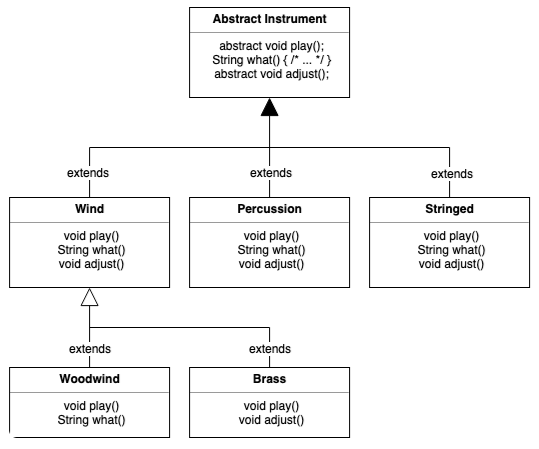 Abstract Instrument
abstract void play();
String what() { /* ... */ }
abstract void adjust();
extends
extends
extends
Wind
void play()
String what()
void adjust()
Percussion
void play()
String what()
void adjust()
Stringed
void play()
String what()
void adjust()
extends
extends
Woodwind
void play()
String what()
Brass
void play()
void adjust()